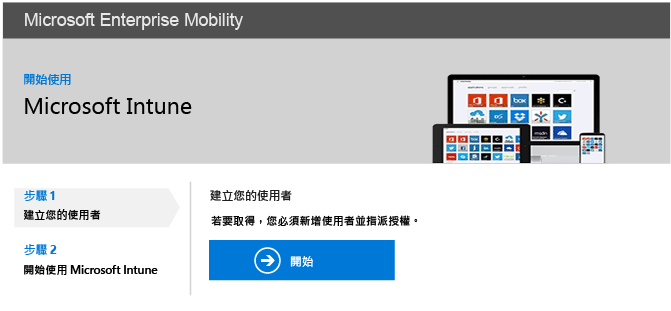 Microsoft Enterprise Mobility
開始使用
Microsoft Intune
步驟 1
建立您的使用者
步驟 2
開始使用 Microsoft Intune
建立您的使用者
若要取得，您必須新增使用者並指派授權。
開始